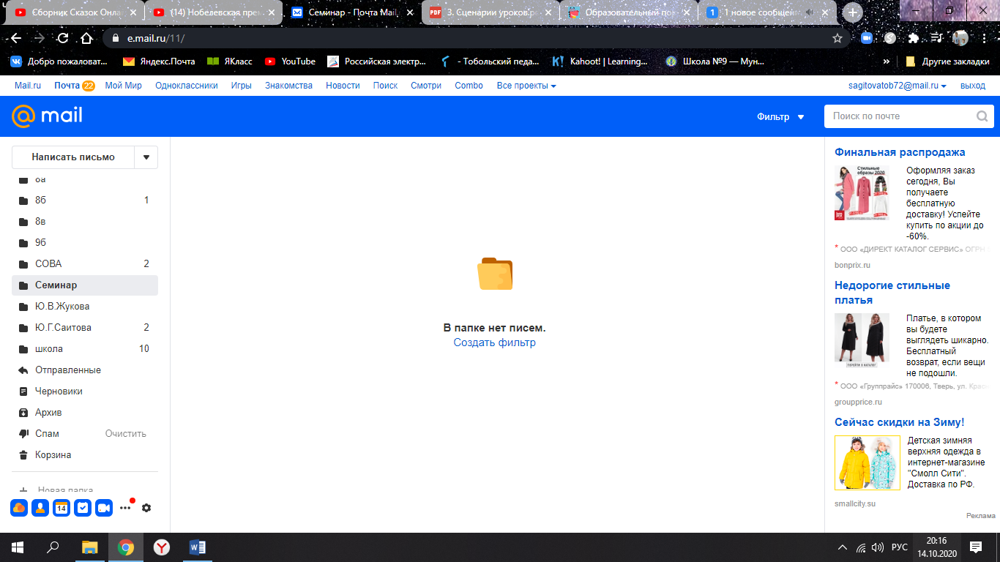 Сборник Сказок Онла
(14) Нобелевская прем
Семинар - Почта Mail.
PDF
3. Сценарии уроков.р
Образовательный по
1
1 новое сообщени
e.mail.ru/11/
Добро пожаловат...
Яндекс.Почта
ЯКласс
YouTube
Российская электр...
- Тобольский педа...
K!
Kahoot! | Learning...
Школа №9 — Мун...
»
Другие закладки
Mail.ru
Почта 22
Мой Мир
Одноклассники
Игры
Знакомства
Новости
Поиск
Смотри
Combo
Все проекты
sagitovatob72@mail.ru
выход
@ mail
Фильтр
Поиск по почте
Написать письмо
8б 1
8в
9б
СОВА 2
Семинар
Ю.В.Жукова
Ю.Г.Саитова 2
школа 10
Отправленные
Черновики
Архив
Спам Очистить
Корзина
Новая папка
14
В папке нет писем.
Создать фильтр
Финальная распродажа
Стильные
образы 2020
Оформляя заказ
сегодня, Вы
получаете
бесплатную
доставку! Успейте
купить по акции до
-60%.
* ООО «ДИРЕКТ КАТАЛОГ СЕРВИС» ОГРН
bonprix.ru
Недорогие стильные
платья
Платье, в котором
вы будете
выглядеть шикарно.
Бесплатный
возврат, если вещи
не подошли.
ПЕРЕЙТИ В КАТАЛОГ
* ООО «Группрайс» 170006, Тверь, ул. Крас
groupprice.ru
Сейчас скидки на Зиму!
Детская зимняя
верхняя одежда в
интернет-магазине
"Смолл Сити".
Доставка по РФ.
smallcity.su
Реклама
РУС
20:16
14.10.2020